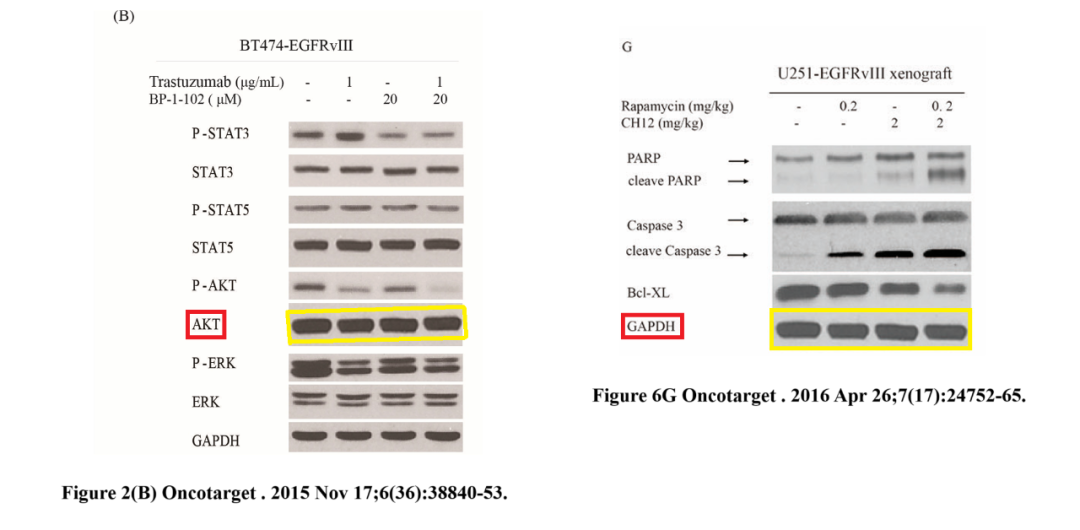 (B)
BT474-EGFRvIII
Trastuzumab (μg/mL) - 1 - 1
BP-1-102 ( μM) - - 20 20
P-STAT3
STAT3
P-STAT5
STAT5
P-AKT
AKT
P-ERK
ERK
GAPDH
Figure 2(B) Oncotarget . 2015 Nov 17;6(36):38840-53.
G
U251-EGFRvIII xenograft
Rapamycin (mg/kg) - 0.2 - 0. 2
CH12 (mg/kg) - - 2 2
PARP
cleave PARP
Caspase 3
cleave Caspase 3
Bcl-XL
GAPDH
Figure 6G Oncotarget . 2016 Apr 26;7(17):24752-65.